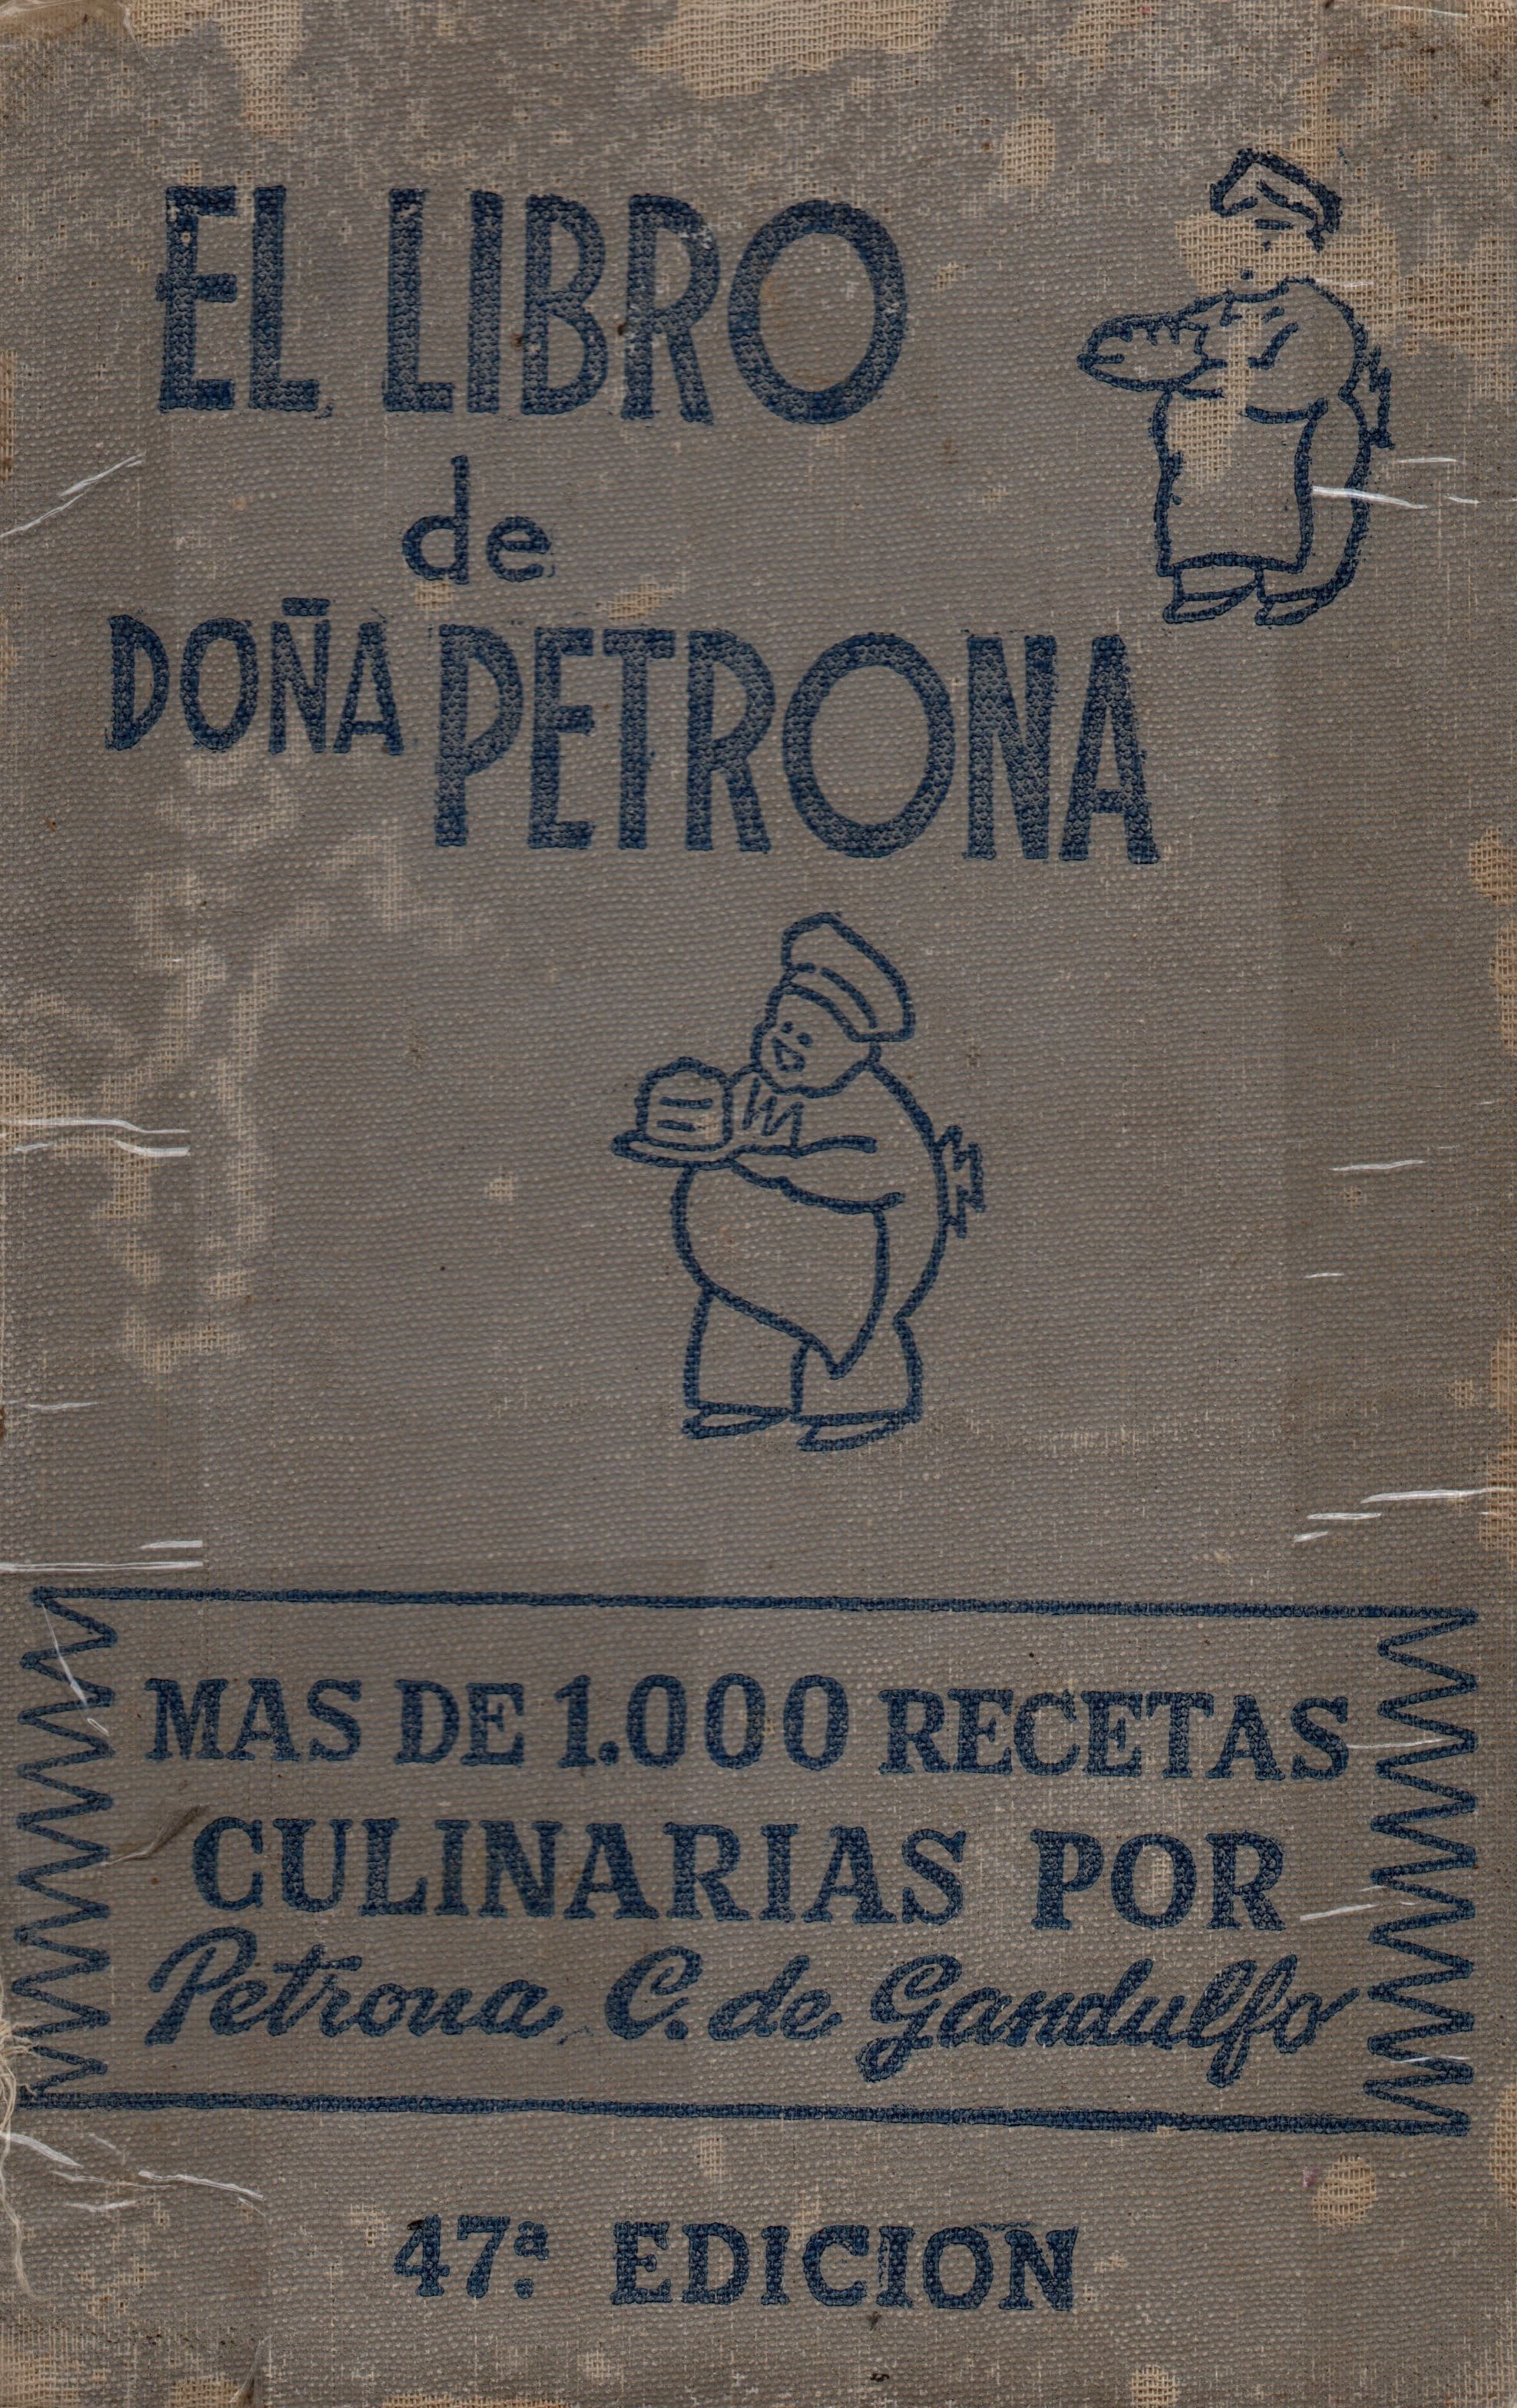 EL LIBRO
de
DOÑA PETRONA
MAS DE 1.000 RECETAS
CULINARIAS POR
Petrona C. de Gandulfo
47ª EDICION